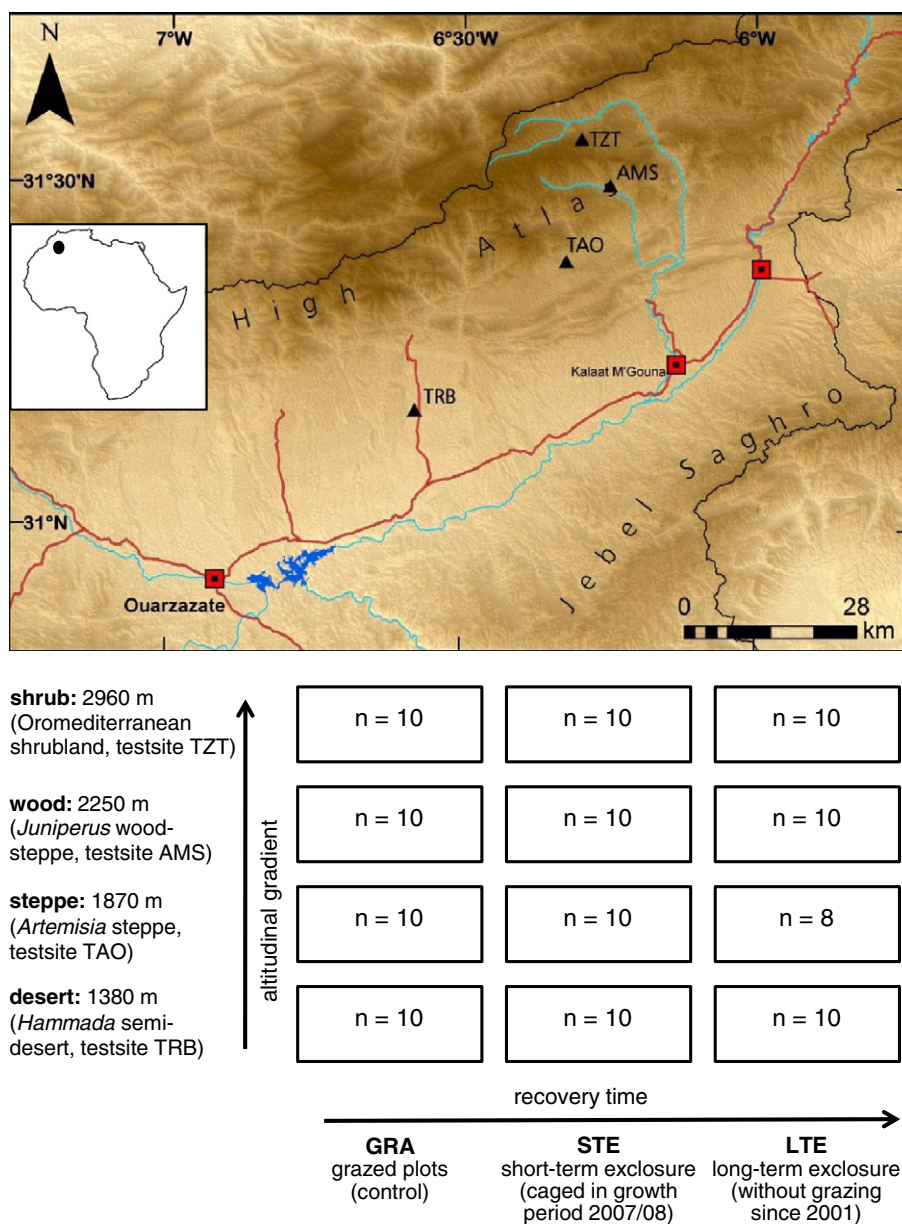 N
7°W
6°30'W
6°W
TZT
31°30'N
AMS
High Atlas
TAO
Kalaat M'Gouna
TRB
Jebel Saghro
31°N
Ouarzazate
0 28
km
shrub: 2960 m
(Oromediterranean
shrubland, testsite TZT)
n = 10
n = 10
n = 10
wood: 2250 m
(Juniperus wood-
steppe, testsite AMS)
n = 10
n = 10
n = 10
steppe: 1870 m
(Artemisia steppe,
testsite TAO)
n = 10
n = 10
n = 8
desert: 1380 m
(Hammada semi-
desert, testsite TRB)
n = 10
n = 10
n = 10
altitudinal gradient
recovery time
GRA
grazed plots
(control)
STE
short-term exclosure
(caged in growth
period 2007/08)
LTE
long-term exclosure
(without grazing
since 2001)